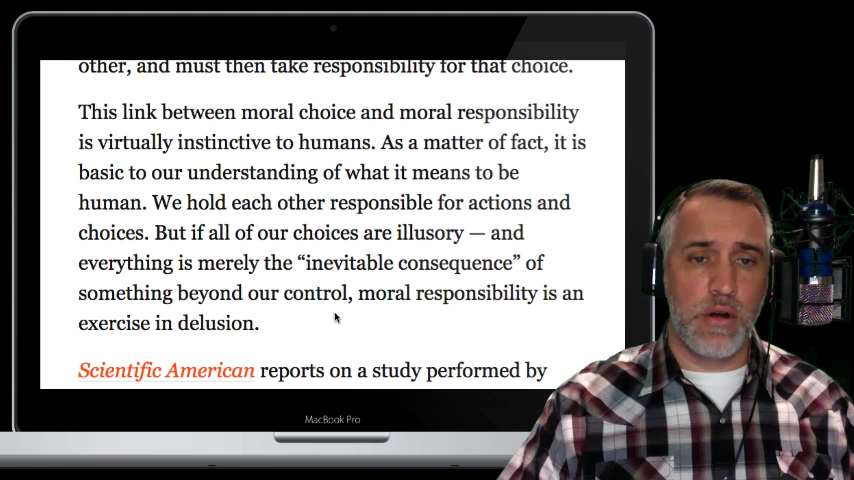 other, and must then take responsibility for that choice.
This link between moral choice and moral responsibility
is virtually instinctive to humans. As a matter of fact, it is
basic to our understanding of what it means to be
human. We hold each other responsible for actions and
choices. But if all of our choices are illusory — and
everything is merely the “inevitable consequence” of
something beyond our control, moral responsibility is an
exercise in delusion.
Scientific American reports on a study performed by
MacBook Pro